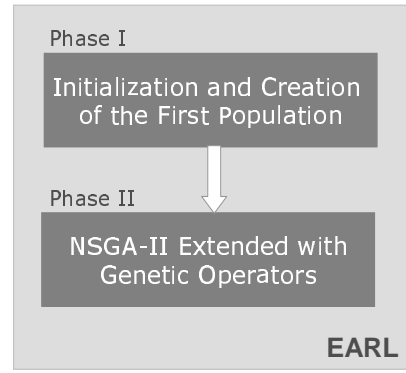 Phase I
Initialization and Creation
of the First Population
Phase II
NSGA-II Extended with
Genetic Operators
EARL